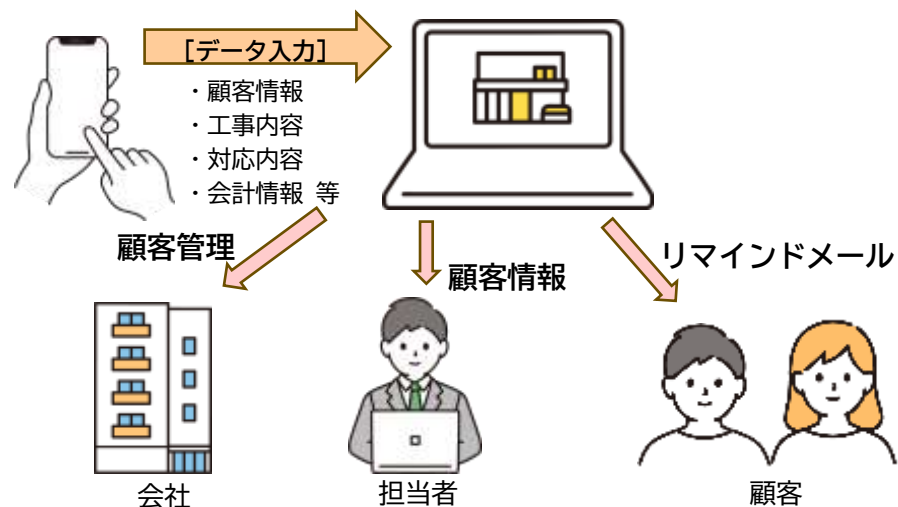 ［データ入力］
・顧客情報
・工事内容
・対応内容
・会計情報 等
顧客管理
顧客情報
リマインドメール
会社
担当者
顧客